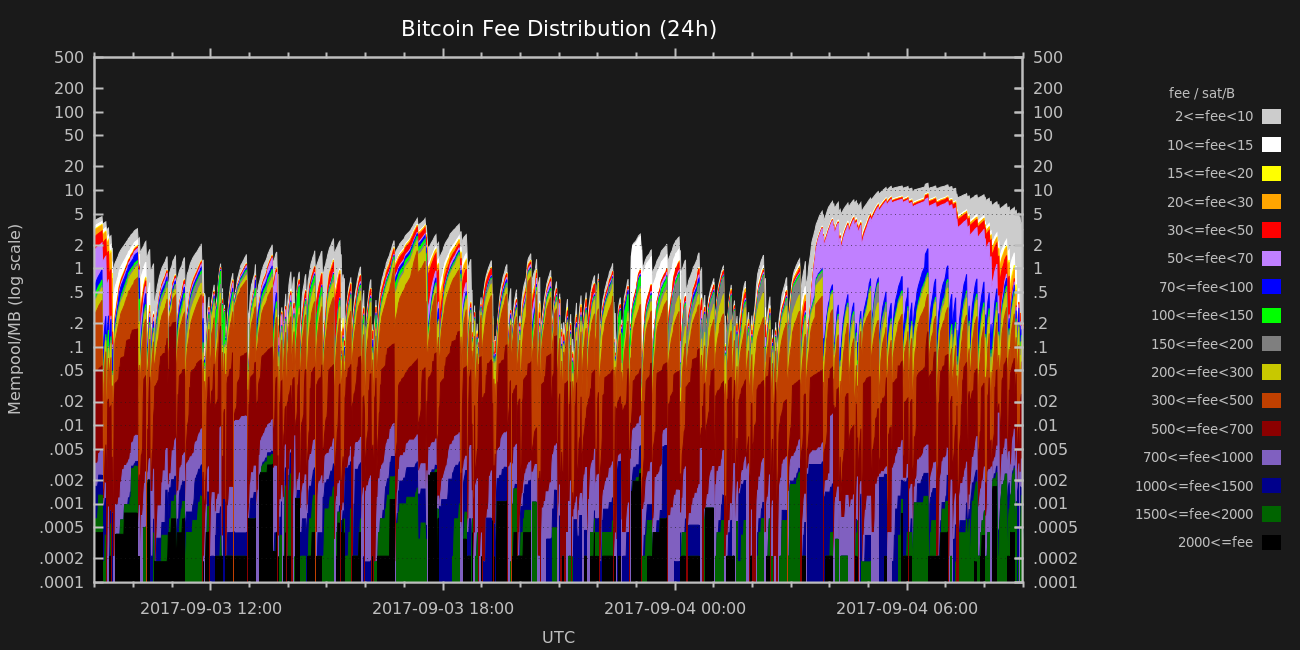 Bitcoin Fee Distribution (24h)
500
200
100
50
20
10
5
2
1
.5
.2
.1
.05
.02
.01
.005
.002
.001
.0005
.0002
.0001
Mempool/MB (log scale)
500
200
100
50
20
10
5
2
1
.5
.2
.1
.05
.02
.01
.005
.002
.001
.0005
.0002
.0001
2017-09-03 12:00
2017-09-03 18:00
2017-09-04 00:00
2017-09-04 06:00
UTC
fee / sat/B
2<=fee<10
10<=fee<15
15<=fee<20
20<=fee<30
30<=fee<50
50<=fee<70
70<=fee<100
100<=fee<150
150<=fee<200
200<=fee<300
300<=fee<500
500<=fee<700
700<=fee<1000
1000<=fee<1500
1500<=fee<2000
2000<=fee